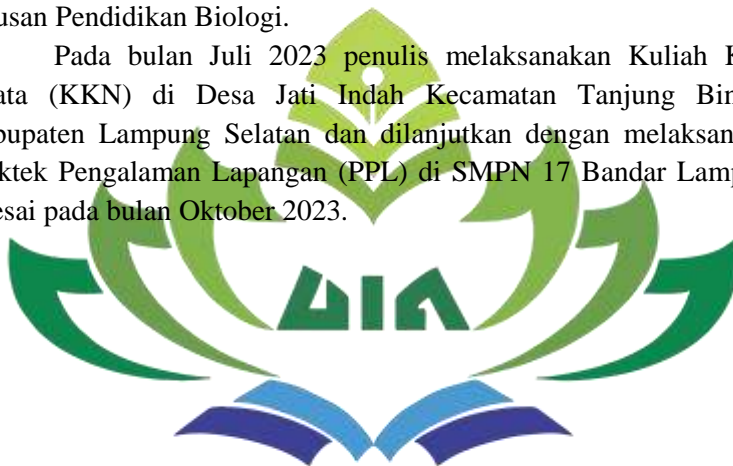 usan Pendidikan Biologi.
Pada bulan Juli 2023 penulis melaksanakan Kuliah K
ata (KKN) di Desa Jati Indah Kecamatan Tanjung Bin
bupaten Lampung Selatan dan dilanjutkan dengan melaksan
ktek Pengalaman Lapangan (PPL) di SMPN 17 Bandar Lamp
esai pada bulan Oktober 2023.
UIN